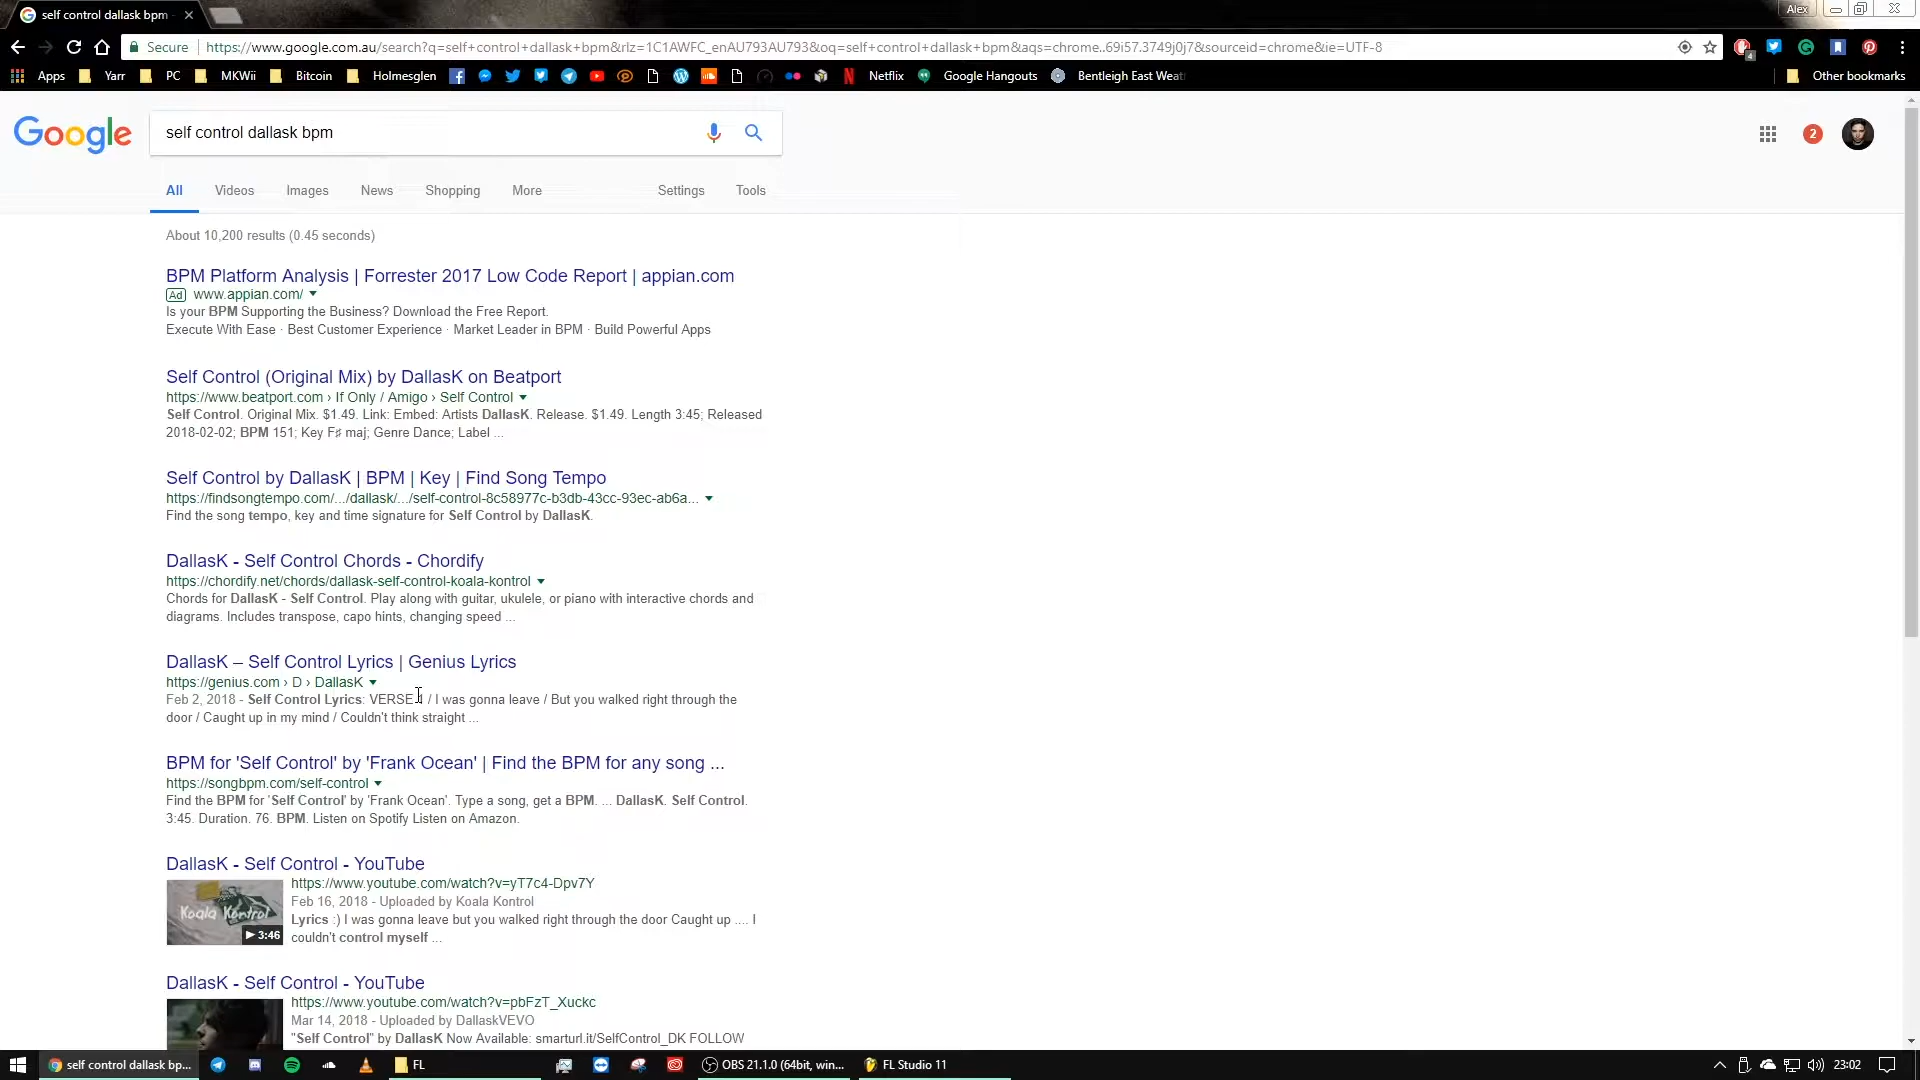 self control dallask bpm
Alex
Secure
https://www.google.com.au/search?q=self+control+dallask+bpm&rlz=1C1AWFC_enAU793AU793&oq=self+control+dallask+bpm&aqs=chrome..69i57.3749j0j7&sourceid=chrome&ie=UTF-8
4
Apps Yarr PC MKWii Bitcoin Holmesglen Netflix Google Hangouts Bentleigh East Weat Other bookmarks
Google
self control dallask bpm
2
All Videos Images News Shopping More Settings Tools
About 10,200 results (0.45 seconds)
BPM Platform Analysis | Forrester 2017 Low Code Report | appian.com
Ad www.appian.com/
Is your BPM Supporting the Business? Download the Free Report.
Execute With Ease · Best Customer Experience · Market Leader in BPM · Build Powerful Apps
Self Control (Original Mix) by DallasK on Beatport
https://www.beatport.com › If Only / Amigo › Self Control
Self Control. Original Mix. $1.49. Link: Embed: Artists DallasK. Release. $1.49. Length 3:45; Released
2018-02-02; BPM 151; Key F♯ maj; Genre Dance; Label ...
Self Control by DallasK | BPM | Key | Find Song Tempo
https://findsongtempo.com/.../dallask/.../self-control-8c58977c-b3db-43cc-93ec-ab6a...
Find the song tempo, key and time signature for Self Control by DallasK.
DallasK - Self Control Chords - Chordify
https://chordify.net/chords/dallask-self-control-koala-kontrol
Chords for DallasK - Self Control. Play along with guitar, ukulele, or piano with interactive chords and
diagrams. Includes transpose, capo hints, changing speed ...
DallasK – Self Control Lyrics | Genius Lyrics
https://genius.com › D › DallasK
Feb 2, 2018 - Self Control Lyrics: VERSE 1 / I was gonna leave / But you walked right through the
door / Caught up in my mind / Couldn't think straight ...
BPM for 'Self Control' by 'Frank Ocean' | Find the BPM for any song ...
https://songbpm.com/self-control
Find the BPM for 'Self Control' by 'Frank Ocean'. Type a song, get a BPM. ... DallasK. Self Control.
3:45. Duration. 76. BPM. Listen on Spotify Listen on Amazon.
DallasK - Self Control - YouTube
https://www.youtube.com/watch?v=yT7c4-Dpv7Y
Feb 16, 2018 - Uploaded by Koala Kontrol
Lyrics :) I was gonna leave but you walked right through the door Caught up .... I
couldn't control myself ...
Koala Kontrol
3:46
DallasK - Self Control - YouTube
https://www.youtube.com/watch?v=pbFzT_Xuckc
Mar 14, 2018 - Uploaded by DallaskVEVO
"Self Control" by DallasK Now Available: smarturl.it/SelfControl_DK FOLLOW
self control dallask bp... FL OBS 21.1.0 (64bit, win... FL Studio 11 23:02